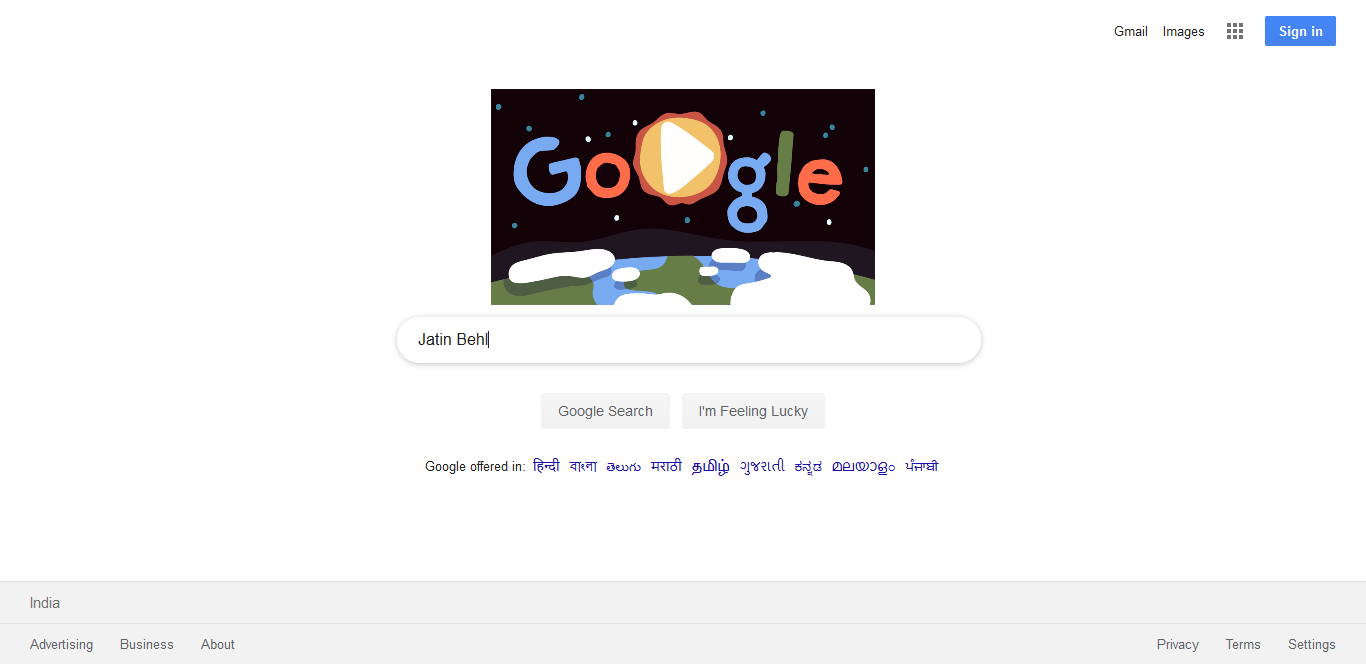 Gmail Images Sign in
Google
Jatin Behl
Google Search I'm Feeling Lucky
Google offered in: हिन्दी বাংলা తెలుగు मराठी தமிழ் ગુજરાતી ಕನ್ನಡ മലയാളം ਪੰਜਾਬੀ
India
Advertising Business About Privacy Terms Settings